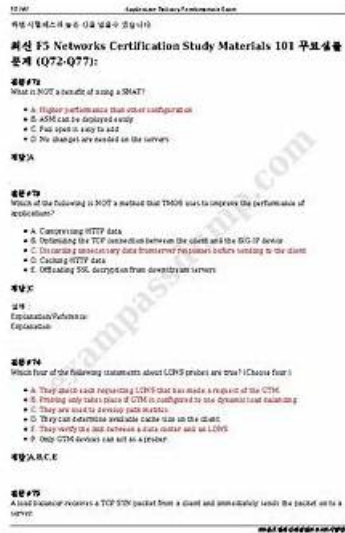 Application Delivery Fundamentals Exam
최신 F5 Networks Certification Study Materials 101 무료샘플
문제 (Q72-Q77):
질문 #72
What is NOT a benefit of using a SNAT?
A. Higher performance than other configuration
B. ASM can be deployed easily
C. Pool open is easy to add
D. No changes are needed on the servers
정답:A
질문 #73
Which of the following is NOT a method that TMOS uses to improve the performance of
applications?
A. Compressing HTTP data
B. Optimizing the TCP connection between the client and the BIG-IP device
C. Discarding unnecessary data from server responses before sending to the client
D. Caching HTTP data
E. Offloading SSL decryption from downstream servers
정답:C
설명:
Explanation/Reference:
Explanation:
질문 #74
Which four of the following statements about LDNS probes are true? (Choose four.)
A. They quiz each requesting LDNS that has made a request of the GTM.
B. Probing only takes place if GTM is configured to use dynamic load balancing
C. They are used to develop path metrics.
D. They can determine available cache size on the client.
E. They verify the link between a data center and an LDNS
F. Only GTM devices can act as a prober.
정답:A,B,C,E
질문 #75
A load balancer receives a TCP SYN packet from a client and immediately sends the packet on to a
server.